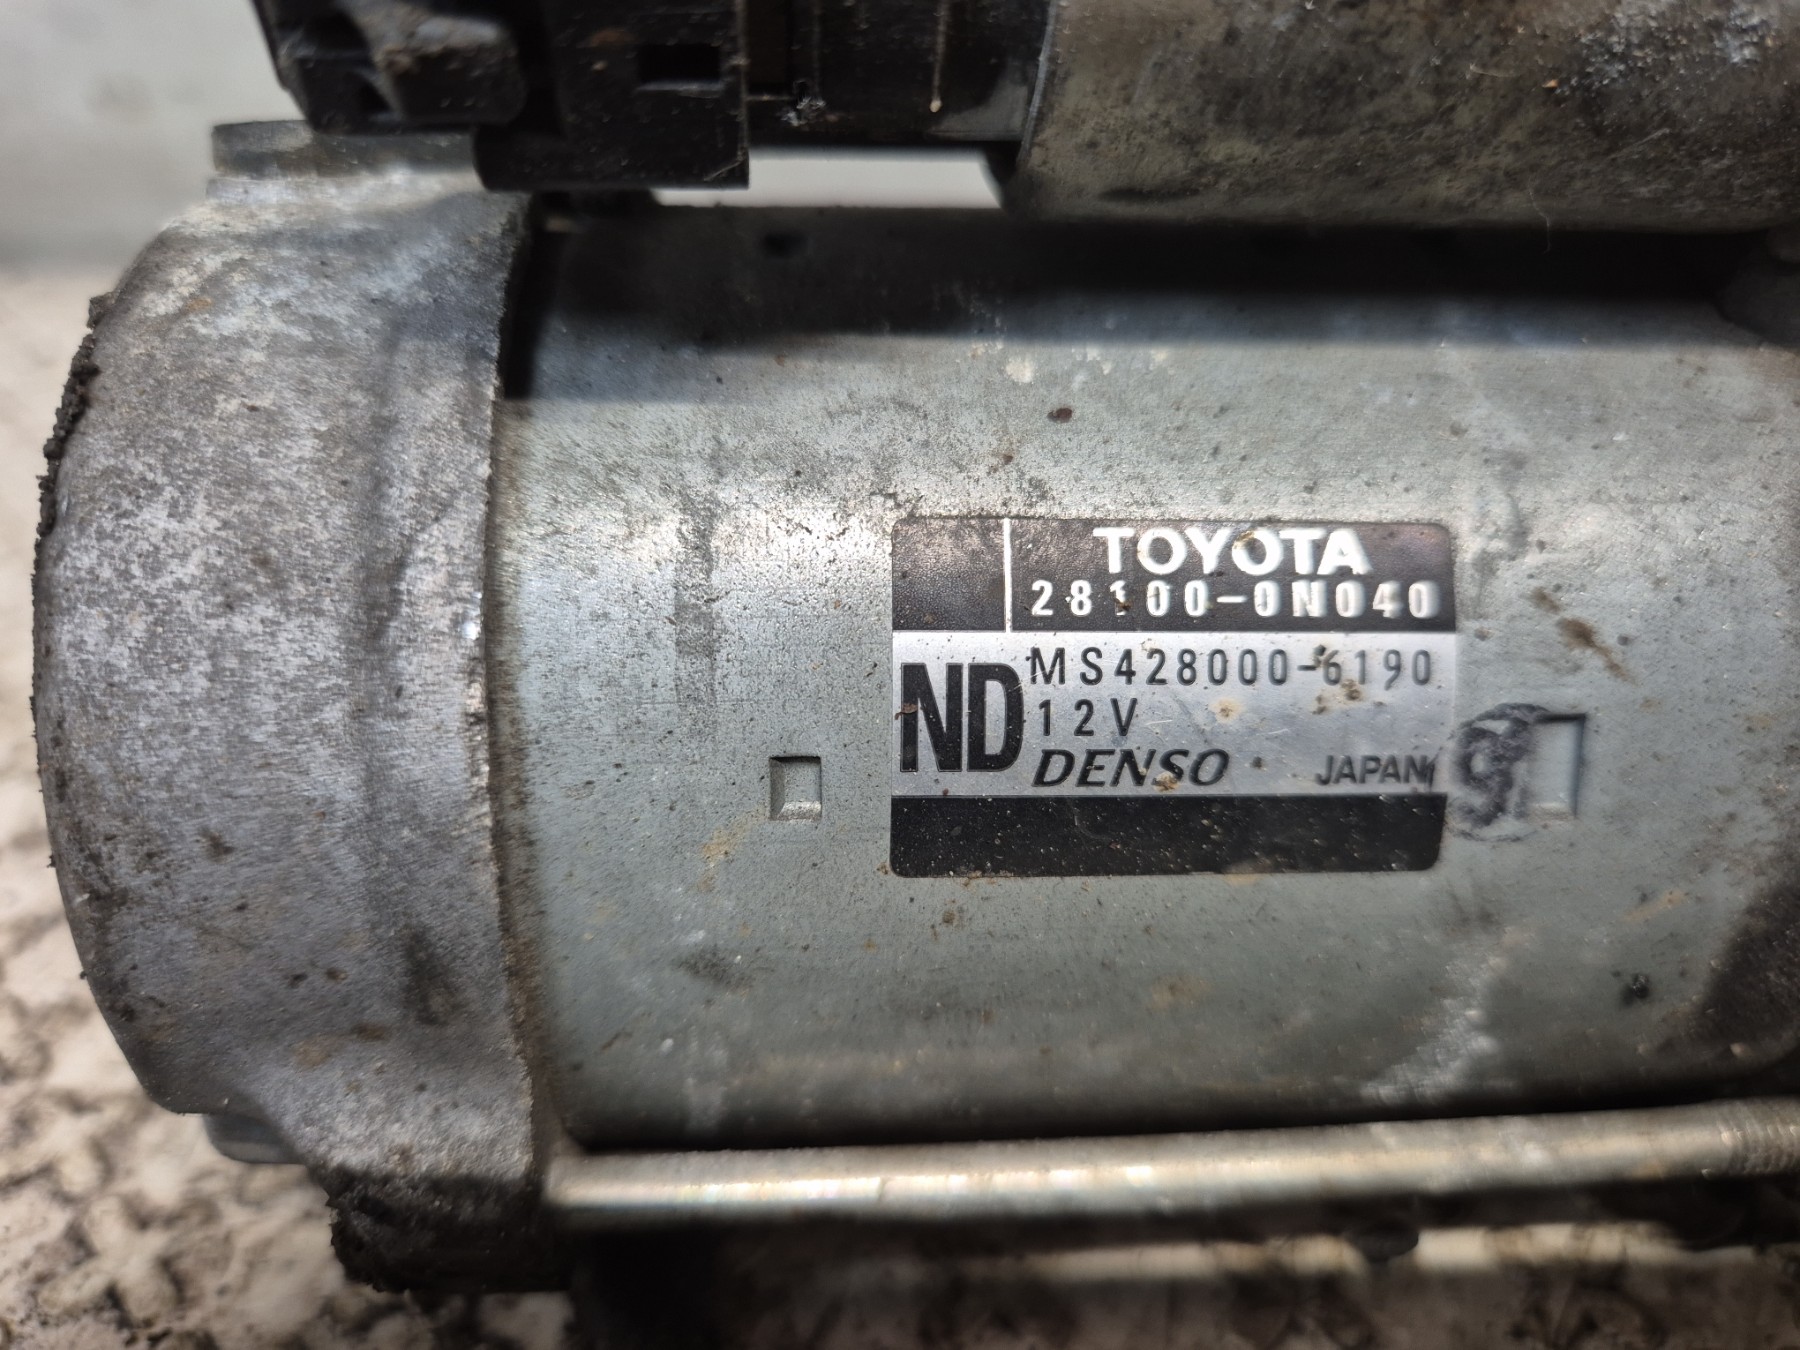 TOYOTA
28100-0N040
ND
MS428000-6190
12V
DENSO JAPAN